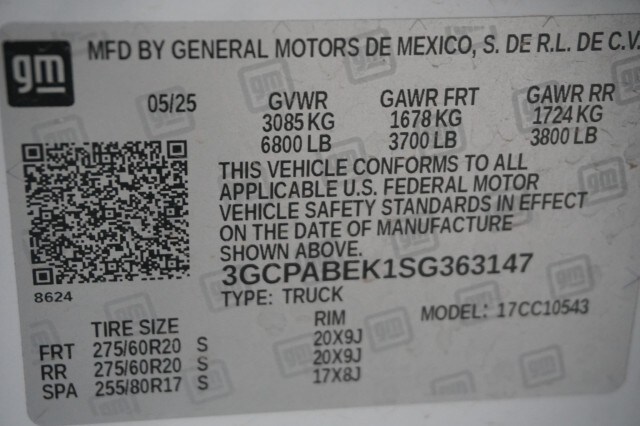 gm
MFD BY GENERAL MOTORS DE MEXICO, S. DE R.L. DE C.V.
05/25 GVWR GAWR FRT GAWR RR
3085 KG 1678 KG 1724 KG
6800 LB 3700 LB 3800 LB
THIS VEHICLE CONFORMS TO ALL
APPLICABLE U.S. FEDERAL MOTOR
VEHICLE SAFETY STANDARDS IN EFFECT
ON THE DATE OF MANUFACTURE
SHOWN ABOVE.
3GCPABEK1SG363147
8624
TYPE: TRUCK MODEL: 17CC10543
TIRE SIZE RIM
FRT 275/60R20 S 20X9J
RR 275/60R20 S 20X9J
SPA 255/80R17 S 17X8J